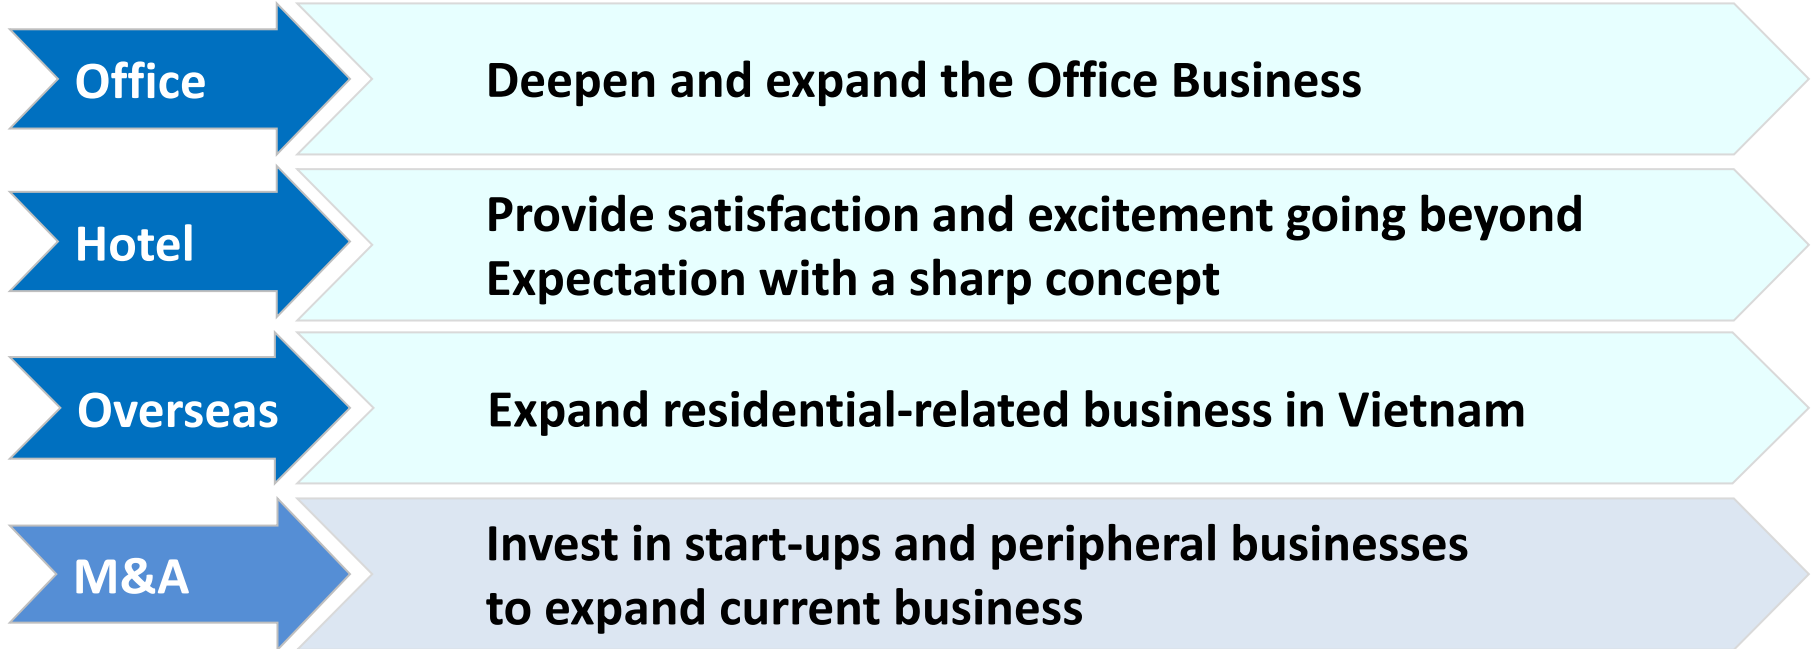 Office
Deepen and expand the Office Business
Hotel
Provide satisfaction and excitement going beyond
Expectation with a sharp concept
Overseas
Expand residential-related business in Vietnam
M&A
Invest in start-ups and peripheral businesses
to expand current business